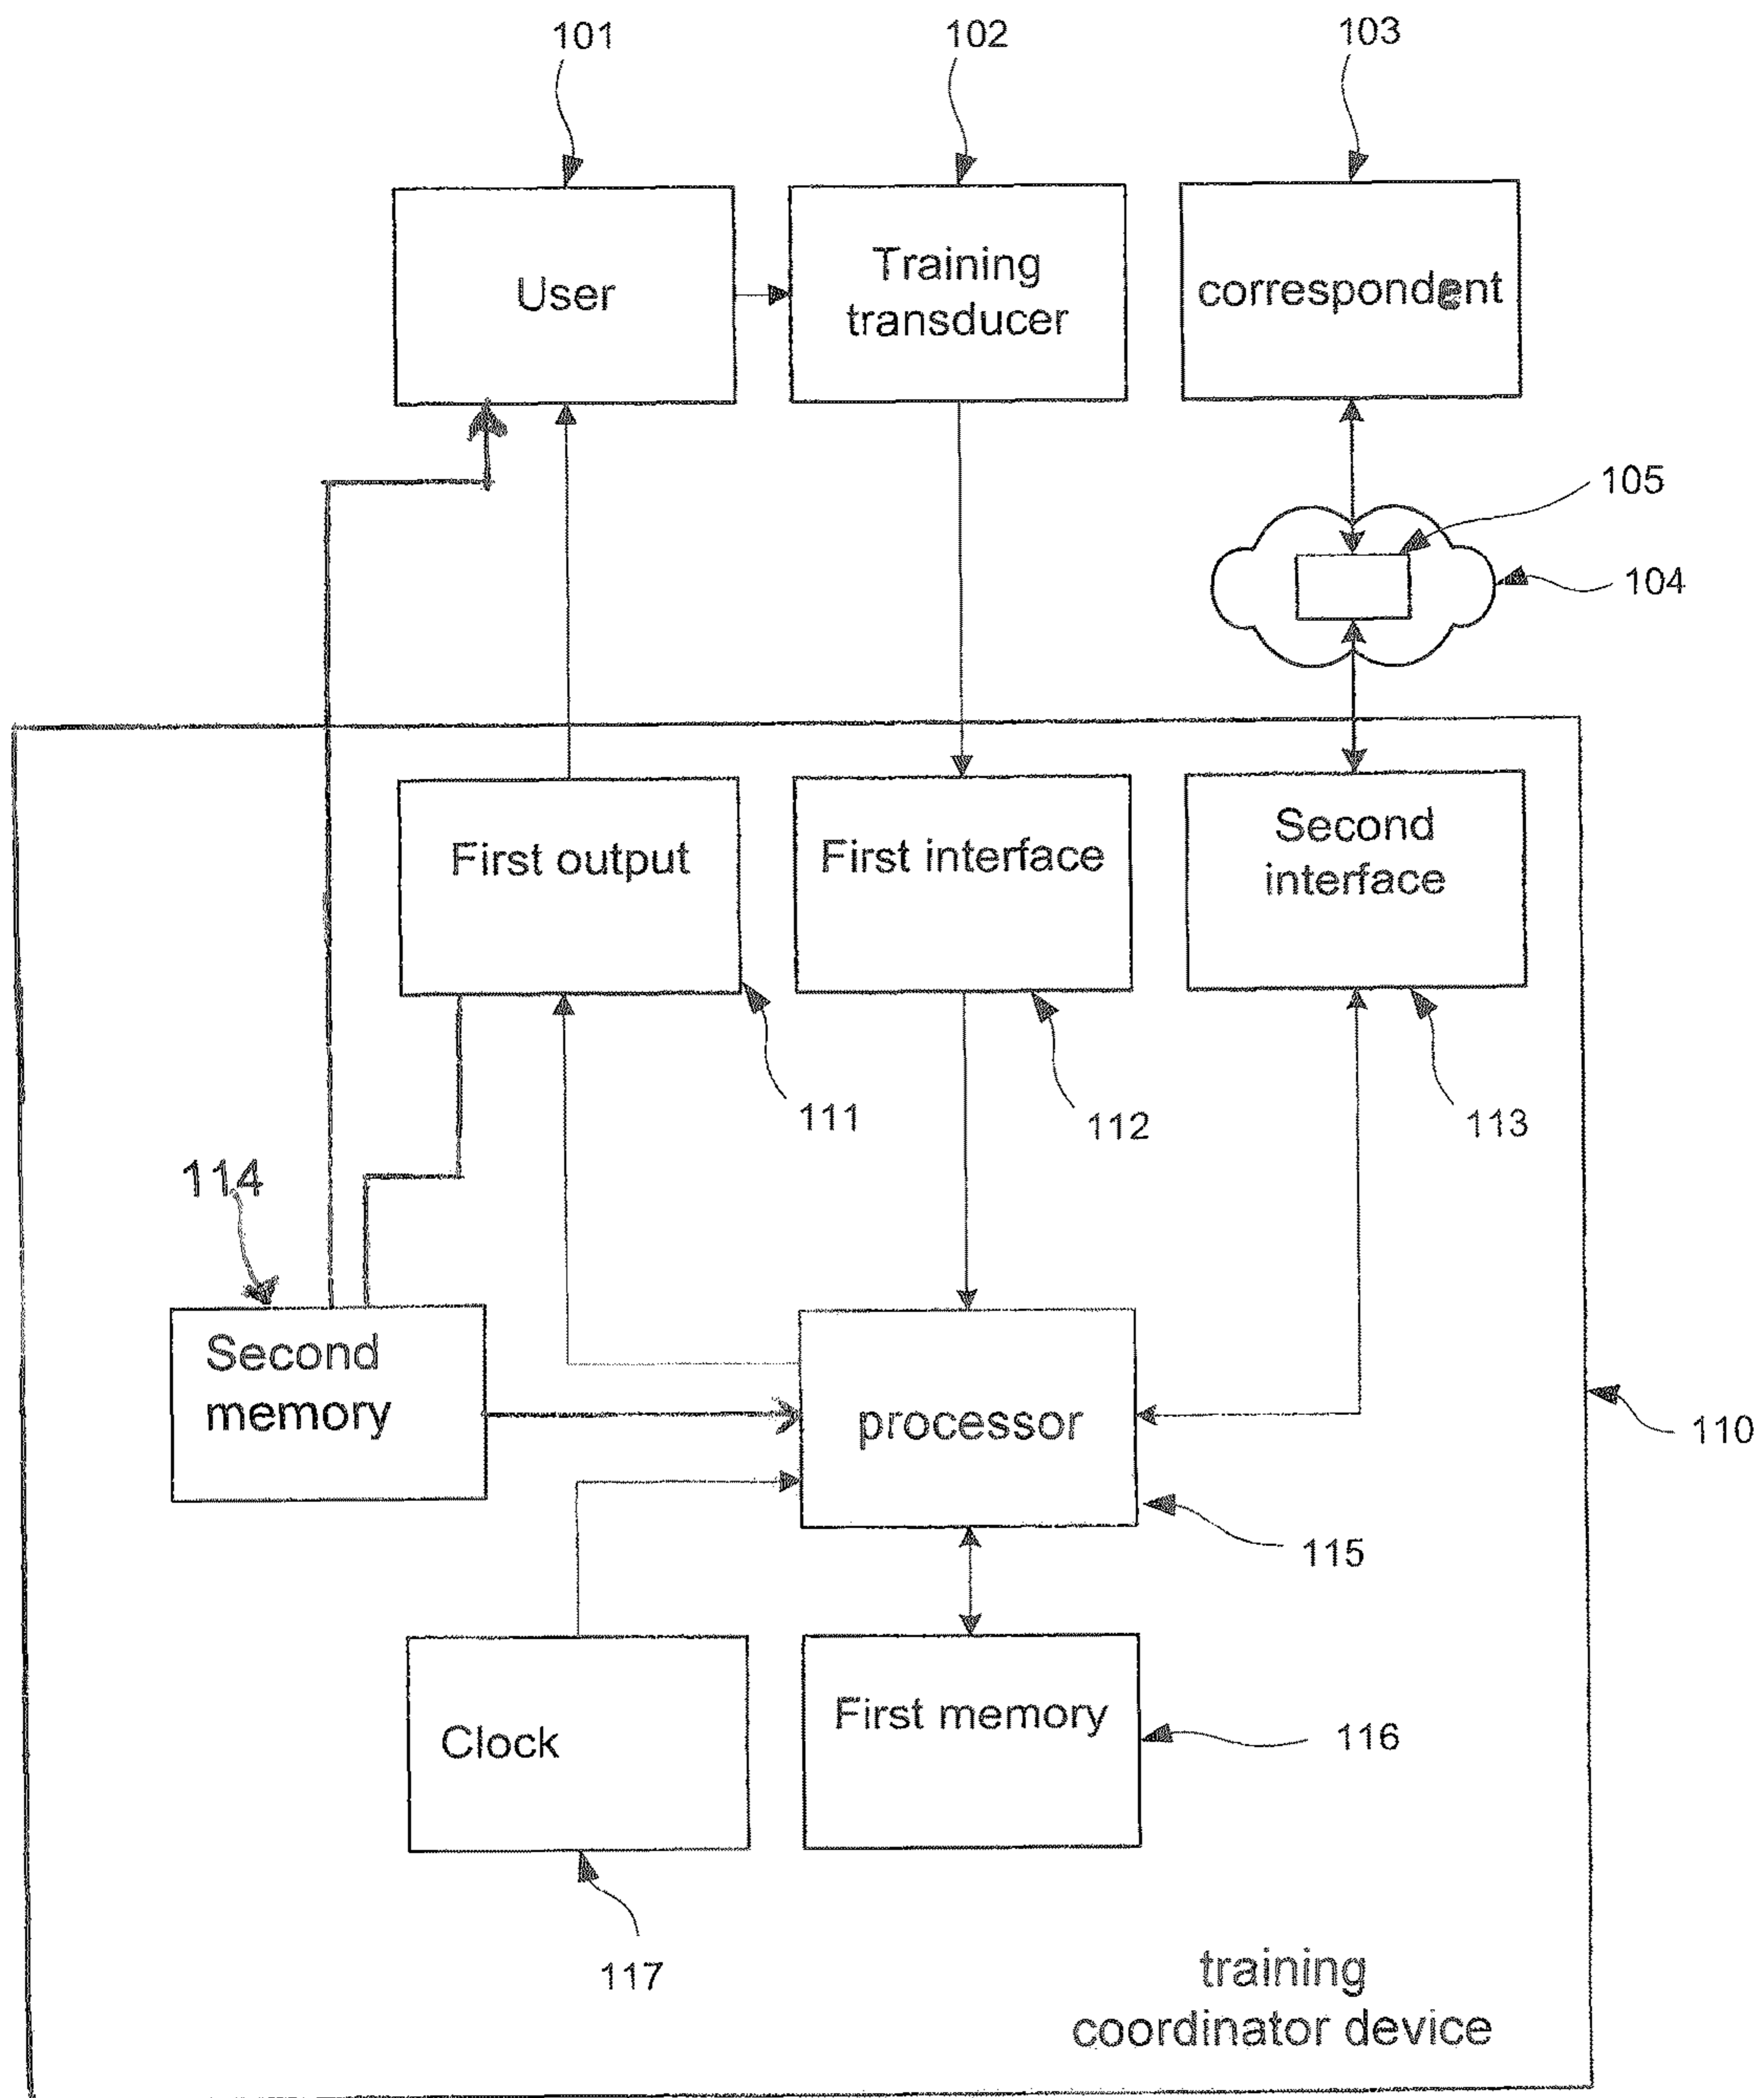 101
102
103
User
Training
transducer
correspondent
105
104
First output
First interface
Second
interface
111
112
113
114
Second
memory
processor
110
115
Clock
First memory
116
117
training
coordinator device